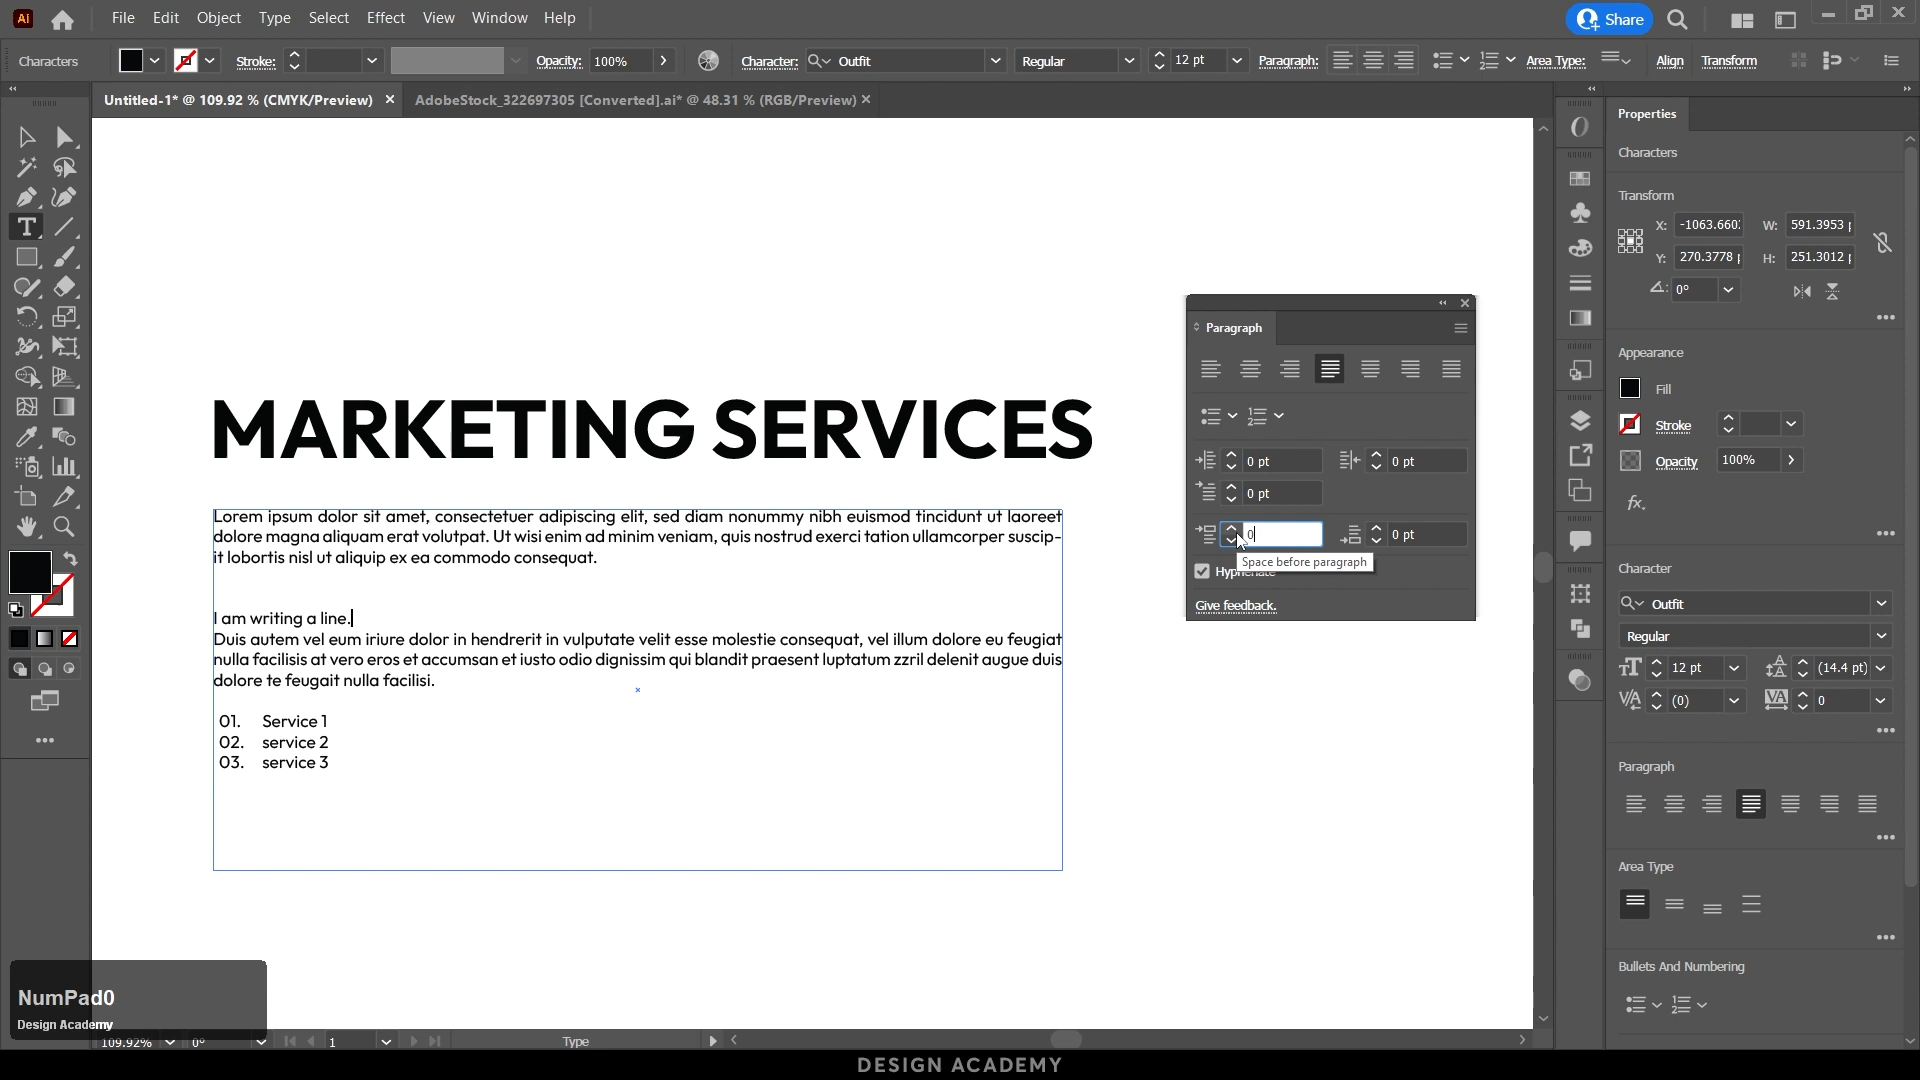 Ai
File Edit Object Type Select Effect View Window Help
Share
Characters
Stroke:
Opacity: 100%
Character: Outfit
Regular
12 pt
Paragraph:
Area Type:
Align
Transform
Untitled-1* @ 109.92 % (CMYK/Preview)
AdobeStock_322697305 [Converted].ai* @ 48.31 % (RGB/Preview)
MARKETING SERVICES
Lorem ipsum dolor sit amet, consectetuer adipiscing elit, sed diam nonummy nibh euismod tincidunt ut laoreet
dolore magna aliquam erat volutpat. Ut wisi enim ad minim veniam, quis nostrud exerci tation ullamcorper suscip-
it lobortis nisl ut aliquip ex ea commodo consequat.
I am writing a line.
Duis autem vel eum iriure dolor in hendrerit in vulputate velit esse molestie consequat, vel illum dolore eu feugiat
nulla facilisis at vero eros et accumsan et iusto odio dignissim qui blandit praesent luptatum zzril delenit augue duis
dolore te feugait nulla facilisi.
01. Service 1
02. service 2
03. service 3
Paragraph
0 pt 0 pt
0 pt
0 0 pt
Space before paragraph
Hyphenate
Give feedback.
Properties
Characters
Transform
X: -1063.660 W: 591.3953
Y: 270.3778 H: 251.3012
0°
Appearance
Fill
Stroke
Opacity 100%
fx.
Character
Outfit
Regular
12 pt (14.4 pt)
(0) 0
Paragraph
Area Type
Bullets And Numbering
NumPad0
Design Academy
109.92% 0° 1 Type
DESIGN ACADEMY